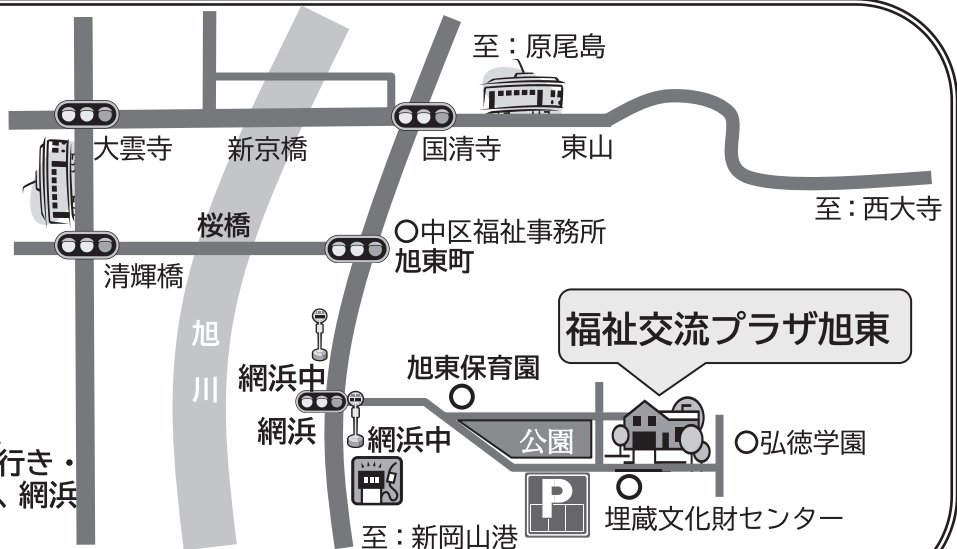 至：原尾島
大雲寺
新京橋
国清寺
東山
至：西大寺
桜橋
中区福祉事務所
旭東町
清輝橋
旭川
福祉交流プラザ旭東
旭東保育園
網浜中
網浜
網浜中
公園
弘徳学園
行き・
、網浜
P
埋蔵文化財センター
至：新岡山港